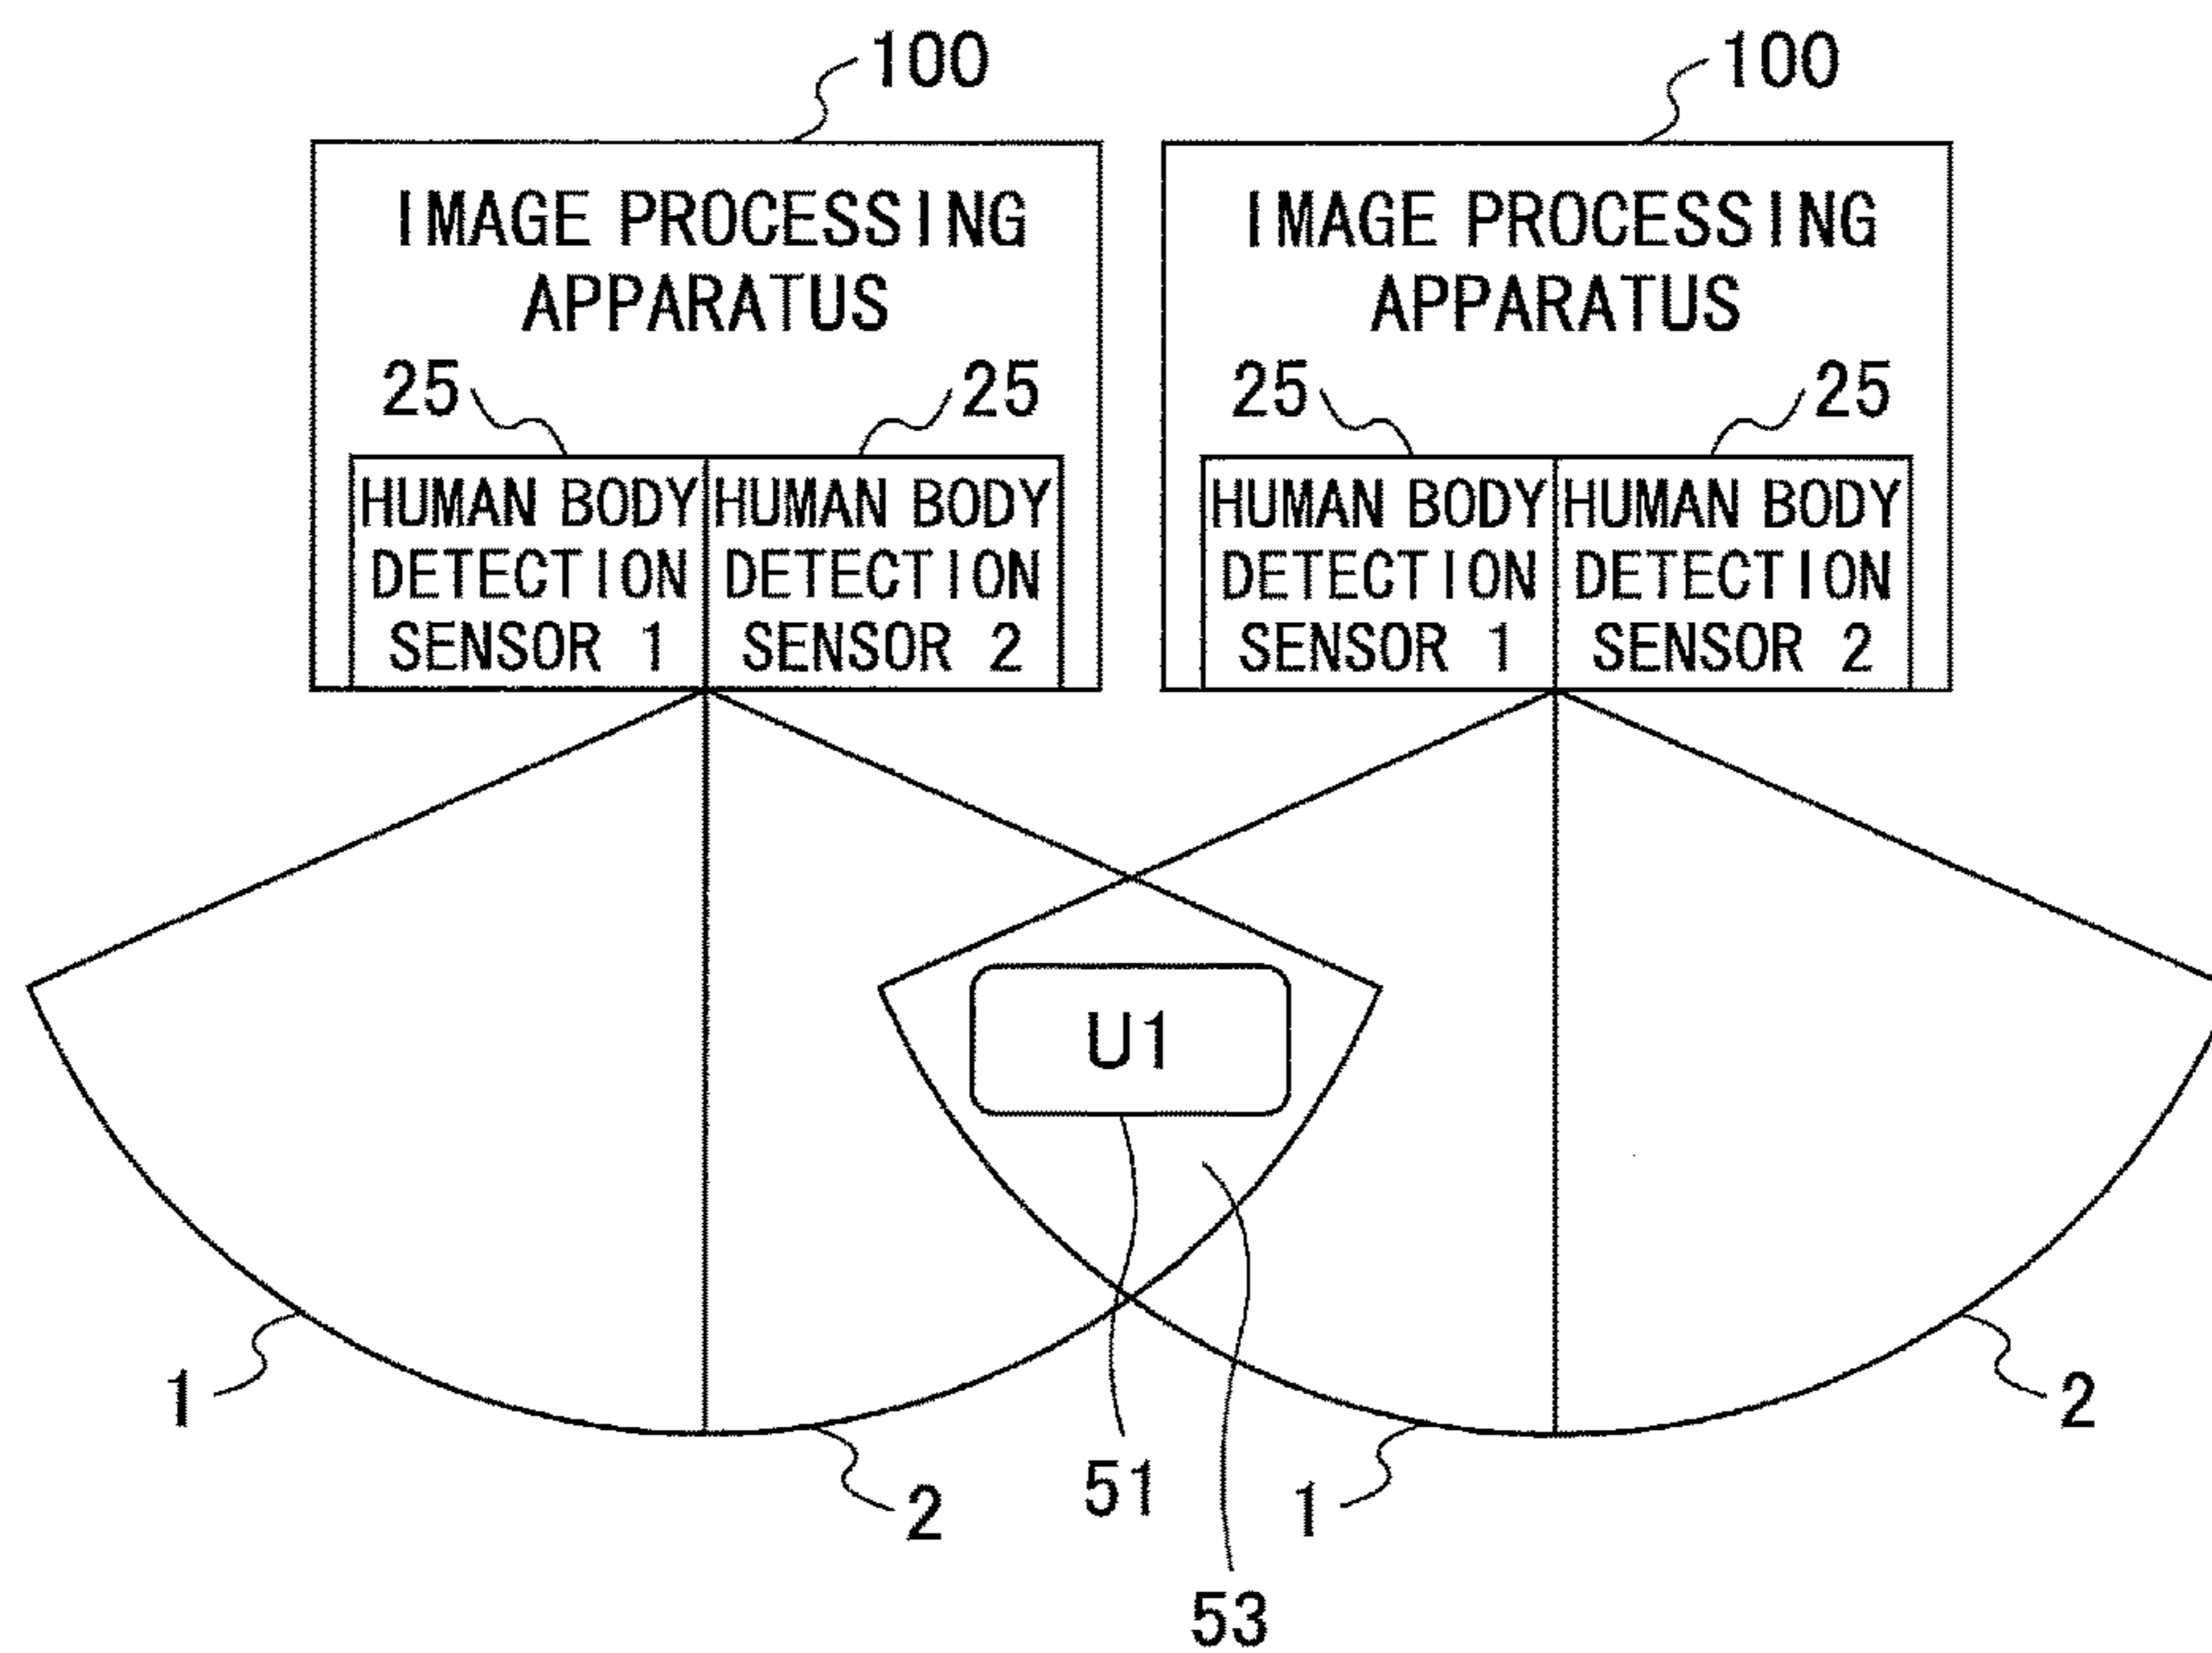 100 100
IMAGE PROCESSING APPARATUS
IMAGE PROCESSING APPARATUS
25 25 25 25
HUMAN BODY DETECTION SENSOR 1
HUMAN BODY DETECTION SENSOR 2
HUMAN BODY DETECTION SENSOR 1
HUMAN BODY DETECTION SENSOR 2
U1
1
2
51
1
2
53